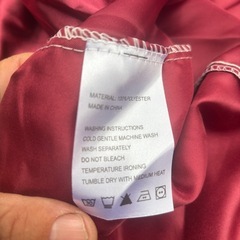 MATERIAL: 100%POLYESTER
MADE IN CHINA
WASHING INSTRUCTIONS
COLD GENTLE MACHINE WASH
WASH SEPARATELY
DO NOT BLEACH
TEMPERATURE IRONING
TUMBLE DRY WITH MEDIUM HEAT